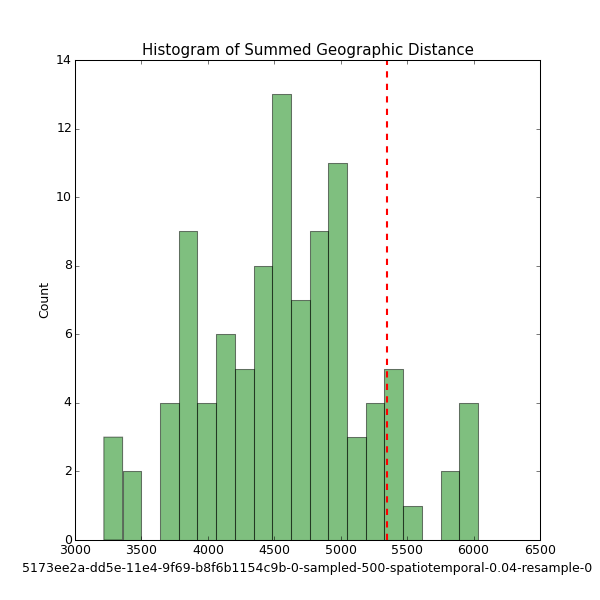 Histogram of Summed Geographic Distance
14
12
10
8
6
4
2
0
Count
3000 3500 4000 4500 5000 5500 6000 6500
5173ee2a-dd5e-11e4-9f69-b8f6b1154c9b-0-sampled-500-spatiotemporal-0.04-resample-0